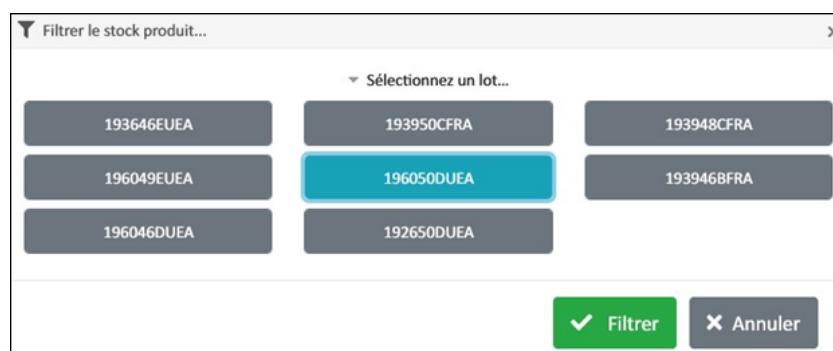 Filtrer le stock produit...
Sélectionnez un lot...
193646EUEA 193950CFRA 193948CFRA
196049EUEA 196050DUEA 193946BFRA
196046DUEA 192650DUEA
Filtrer Annuler